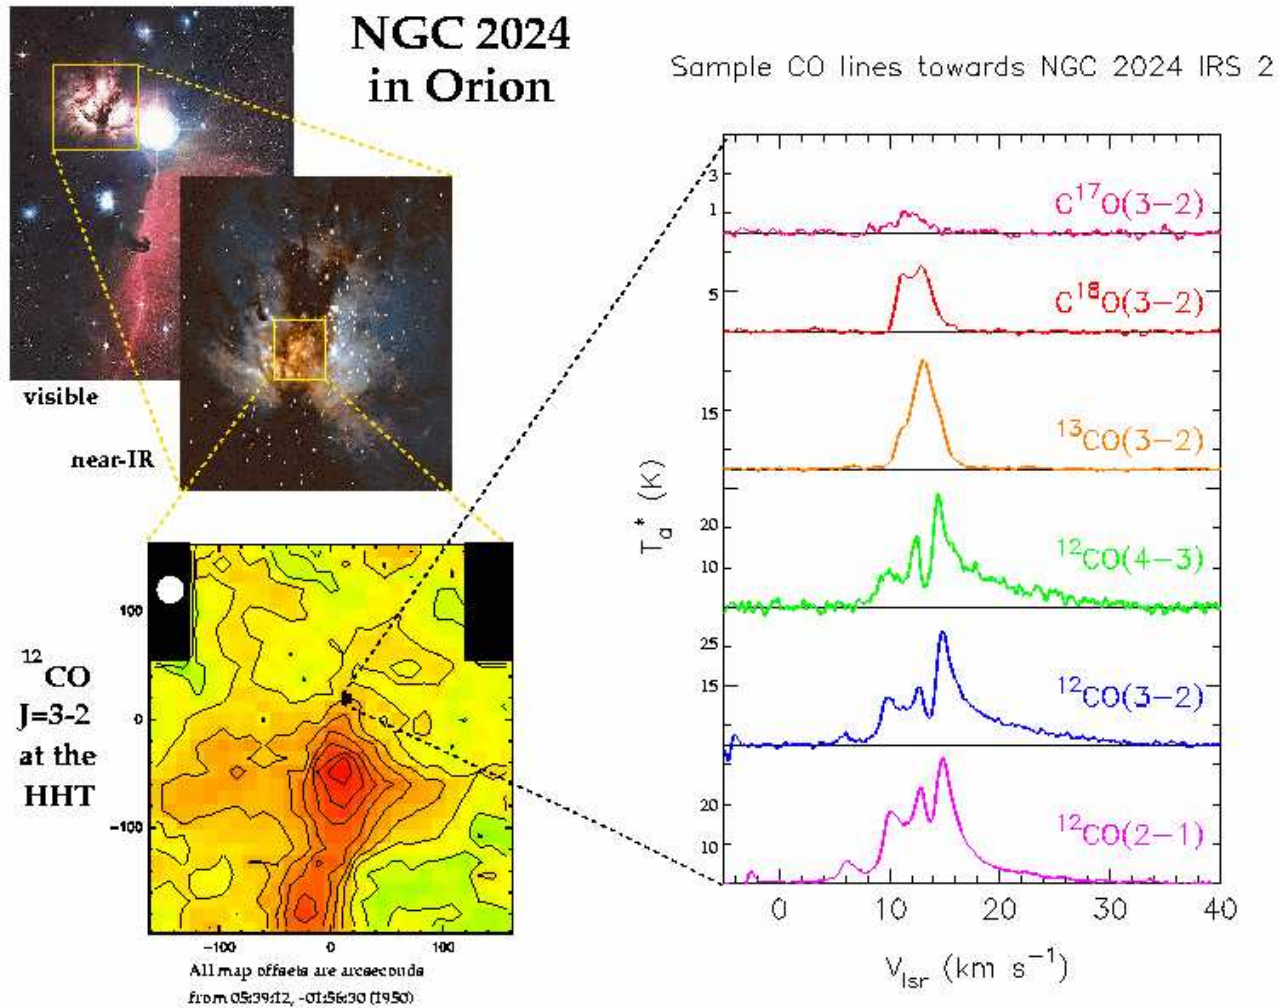 NGC 2024
in Orion
visible
near-IR
¹²CO
J=3-2
at the
HHT
100
0
-100
-100
0
100
All map offsets are arcseconds
from 05:39:12, -01:56:30 (1950)
Sample CO lines towards NGC 2024 IRS 2
3
1
C¹⁷O(3-2)
5
C¹⁸O(3-2)
15
¹³CO(3-2)
20
10
¹²CO(4-3)
25
15
¹²CO(3-2)
20
10
¹²CO(2-1)
Tₐ* (K)
0
10
20
30
40
V_lsr (km s⁻¹)